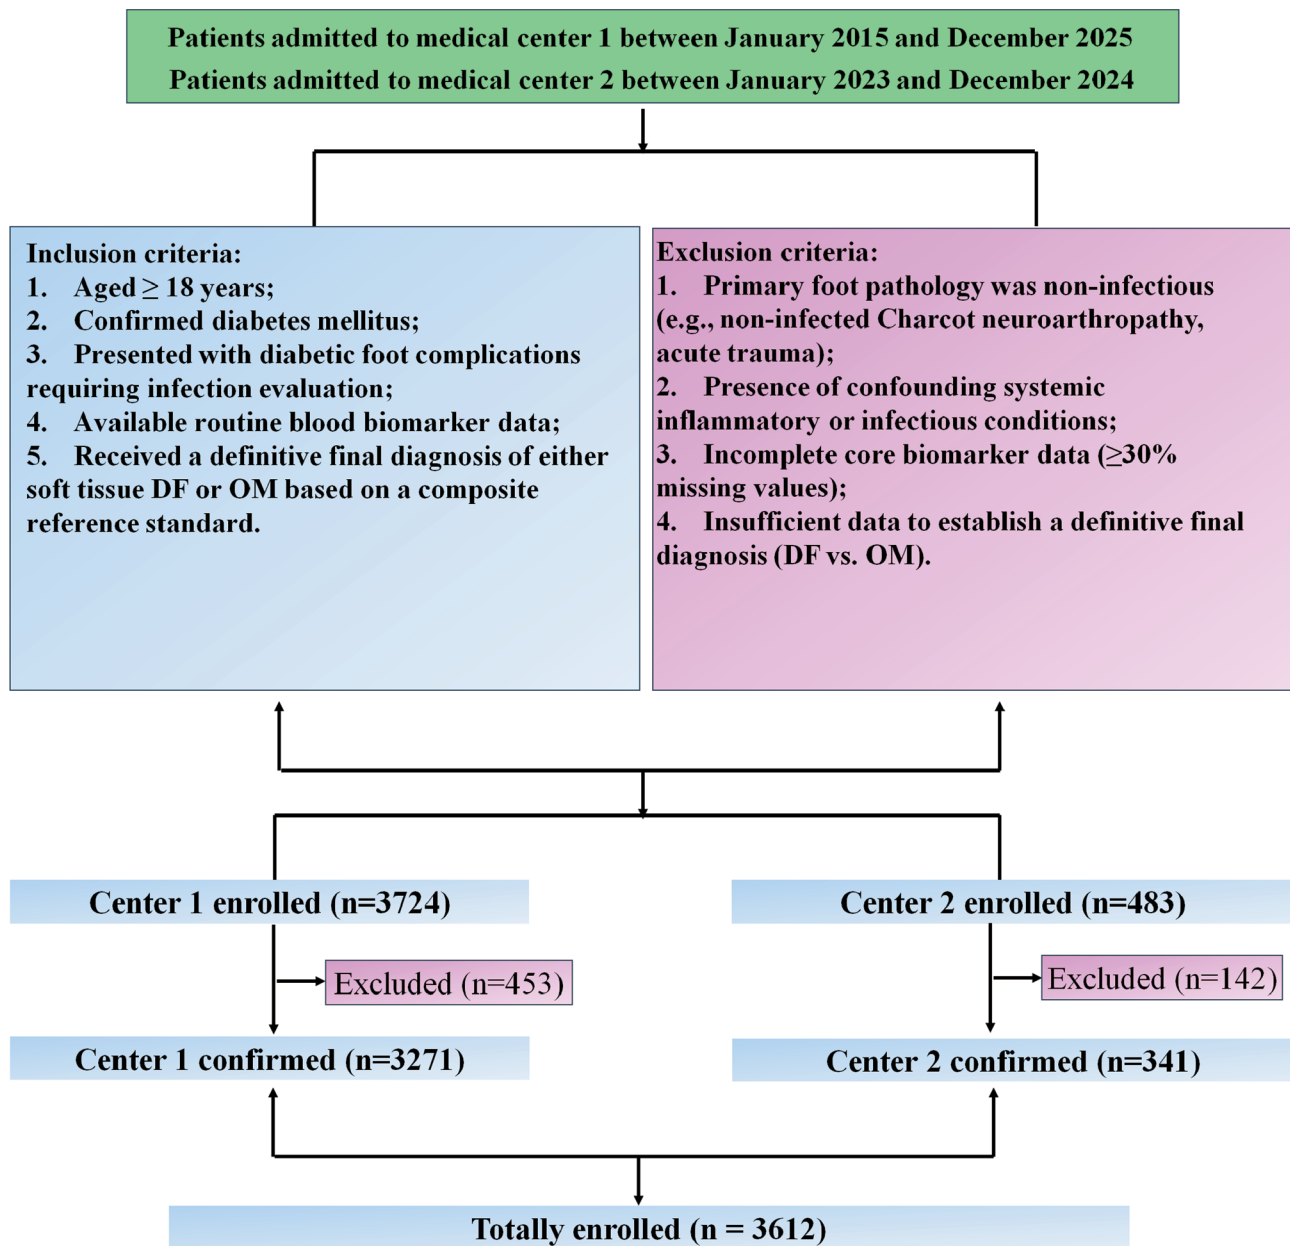 Patients admitted to medical center 1 between January 2015 and December 2025
Patients admitted to medical center 2 between January 2023 and December 2024
Inclusion criteria:
1. Aged ≥ 18 years;
2. Confirmed diabetes mellitus;
3. Presented with diabetic foot complications
requiring infection evaluation;
4. Available routine blood biomarker data;
5. Received a definitive final diagnosis of either
soft tissue DF or OM based on a composite
reference standard.
Exclusion criteria:
1. Primary foot pathology was non-infectious
(e.g., non-infected Charcot neuroarthropathy,
acute trauma);
2. Presence of confounding systemic
inflammatory or infectious conditions;
3. Incomplete core biomarker data (≥30%
missing values);
4. Insufficient data to establish a definitive final
diagnosis (DF vs. OM).
Center 1 enrolled (n=3724)
Center 2 enrolled (n=483)
Excluded (n=453)
Excluded (n=142)
Center 1 confirmed (n=3271)
Center 2 confirmed (n=341)
Totally enrolled (n = 3612)